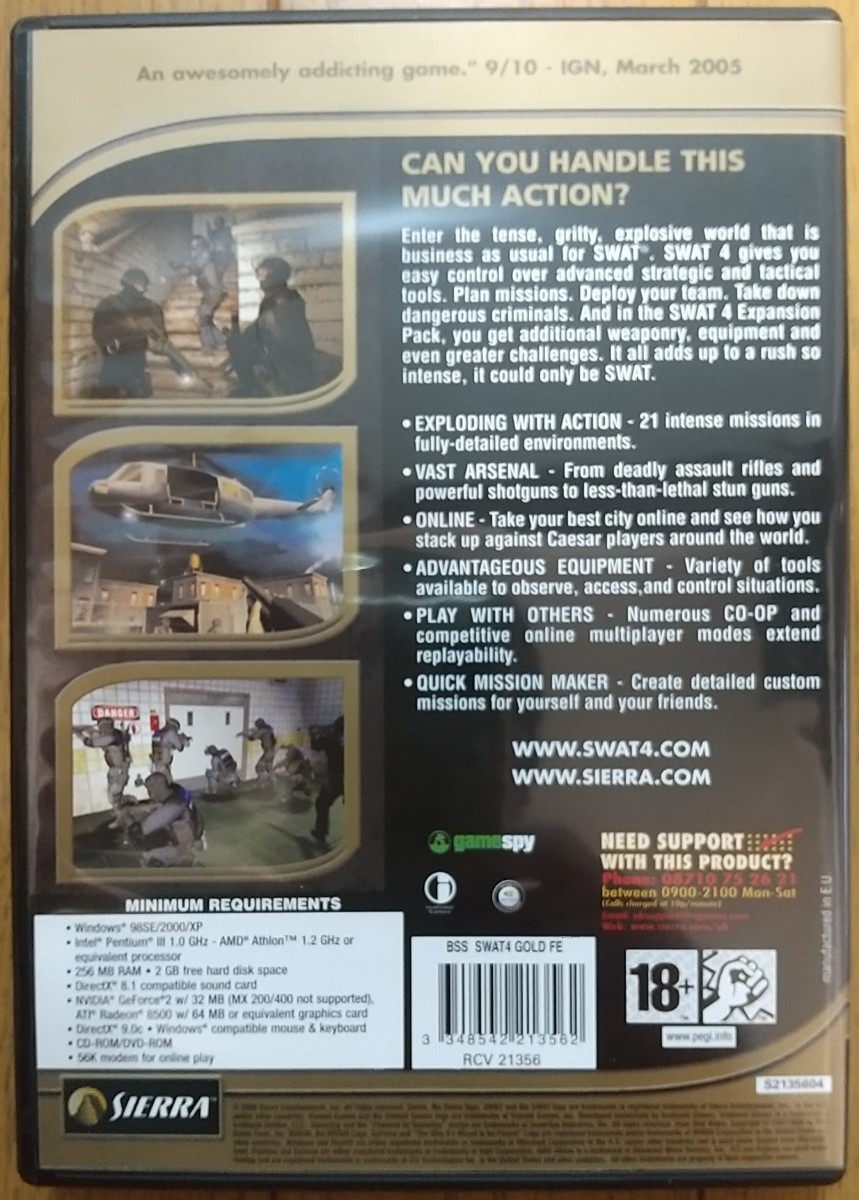 An awesomely addicting game." 9/10 - IGN, March 2005
CAN YOU HANDLE THIS
MUCH ACTION?
Enter the tense, gritty, explosive world that is
business as usual for SWAT®. SWAT 4 gives you
easy control over advanced strategic and tactical
tools. Plan missions. Deploy your team. Take down
dangerous criminals. And in the SWAT 4 Expansion
Pack, you get additional weaponry, equipment and
even greater challenges. It all adds up to a rush so
intense, it could only be SWAT.
• EXPLODING WITH ACTION - 21 intense missions in
fully-detailed environments.
• VAST ARSENAL - From deadly assault rifles and
powerful shotguns to less-than-lethal stun guns.
• ONLINE - Take your best city online and see how you
stack up against Caesar players around the world.
• ADVANTAGEOUS EQUIPMENT - Variety of tools
available to observe, access,and control situations.
• PLAY WITH OTHERS - Numerous CO-OP and
competitive online multiplayer modes extend
replayability.
• QUICK MISSION MAKER - Create detailed custom
missions for yourself and your friends.
WWW.SWAT4.COM
WWW.SIERRA.COM
DANGER
gamespy
NEED SUPPORT
WITH THIS PRODUCT?
Phone: 08710 75 26 21
between 0900-2100 Mon-Sat
(Calls charged at 10p/minute)
Web: www.sierra.com/uk
manufactured in E.U.
MINIMUM REQUIREMENTS
• Windows® 98SE/2000/XP
• Intel® Pentium® III 1.0 GHz - AMD® Athlon™ 1.2 GHz or
equivalent processor
• 256 MB RAM • 2 GB free hard disk space
• DirectX® 8.1 compatible sound card
• NVIDIA® GeForce®2 w/ 32 MB (MX 200/400 not supported),
ATI® Radeon® 8500 w/ 64 MB or equivalent graphics card
• DirectX® 9.0c • Windows® compatible mouse & keyboard
• CD-ROM/DVD-ROM
• 56K modem for online play
BSS SWAT4 GOLD FE
3 348542 213562
RCV 21356
18+
www.pegi.info
S2135604
SIERRA™